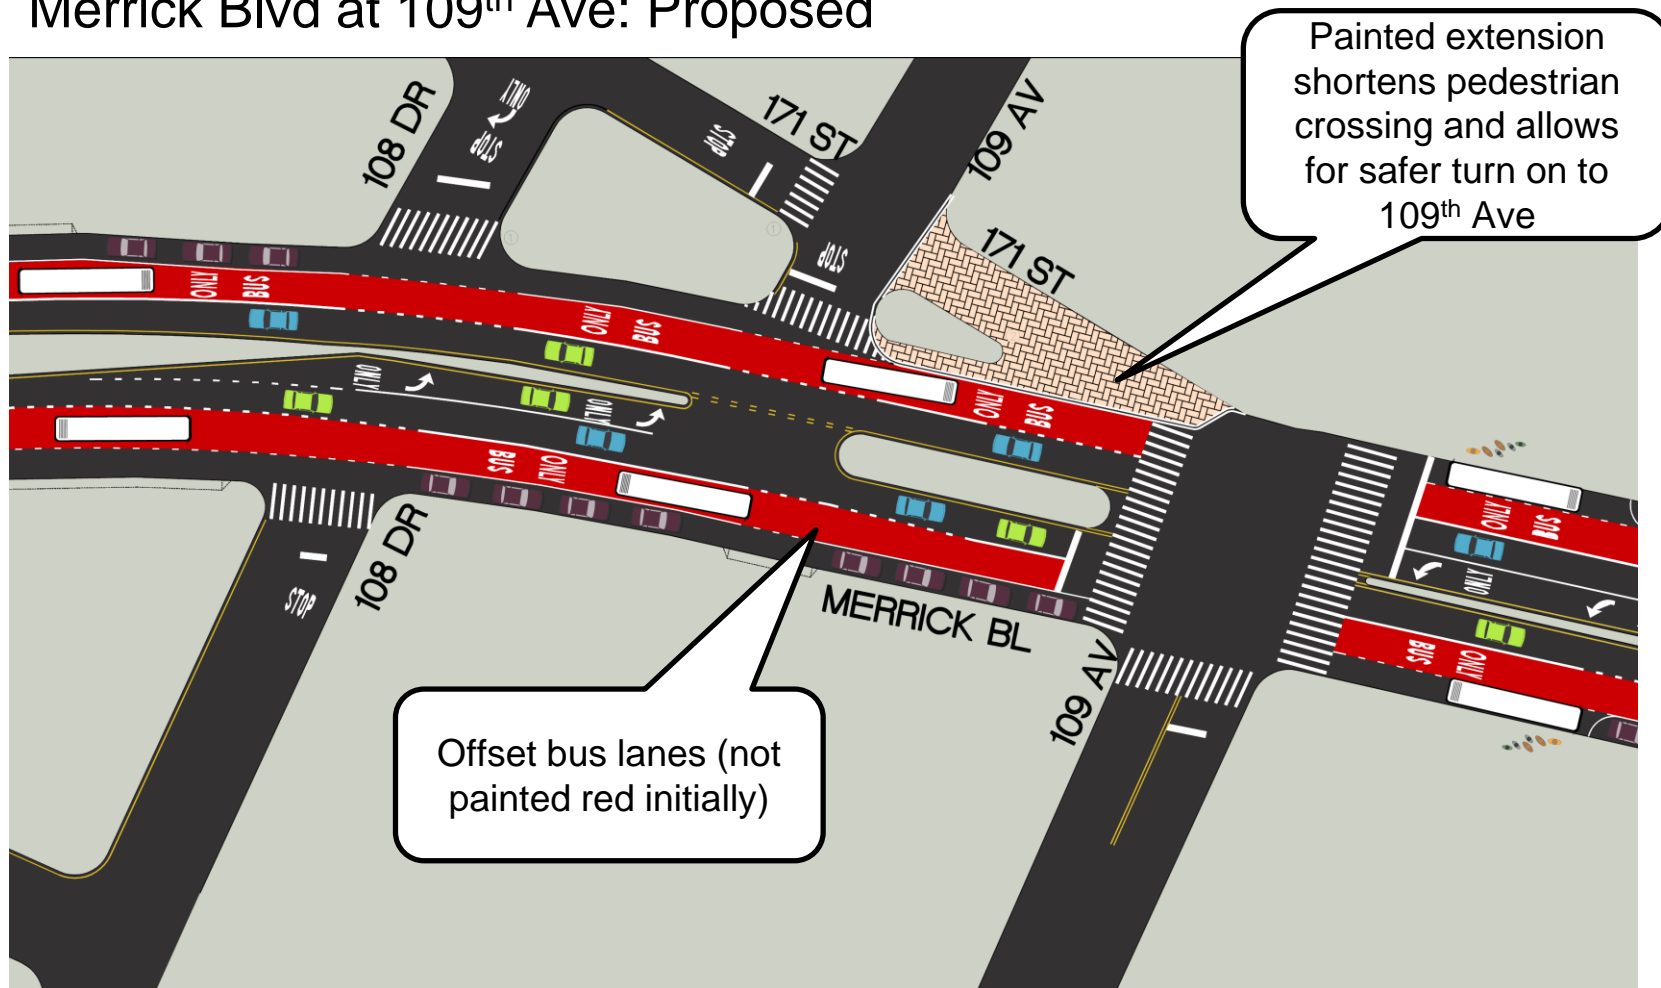 Merrick Blvd at 109th Ave: Proposed
Painted extension
shortens pedestrian
crossing and allows
for safer turn on to
109th Ave
108 DR
ONLY
STOP
171 ST
STOP
109 AV
STOP
171 ST
1
1
ONLY
BUS
ONLY
BUS
ONLY
BUS
ONLY
ONLY
BUS
ONLY
ONLY
BUS
ONLY
BUS
ONLY
STOP
108 DR
MERRICK BL
109 AV
Offset bus lanes (not
painted red initially)